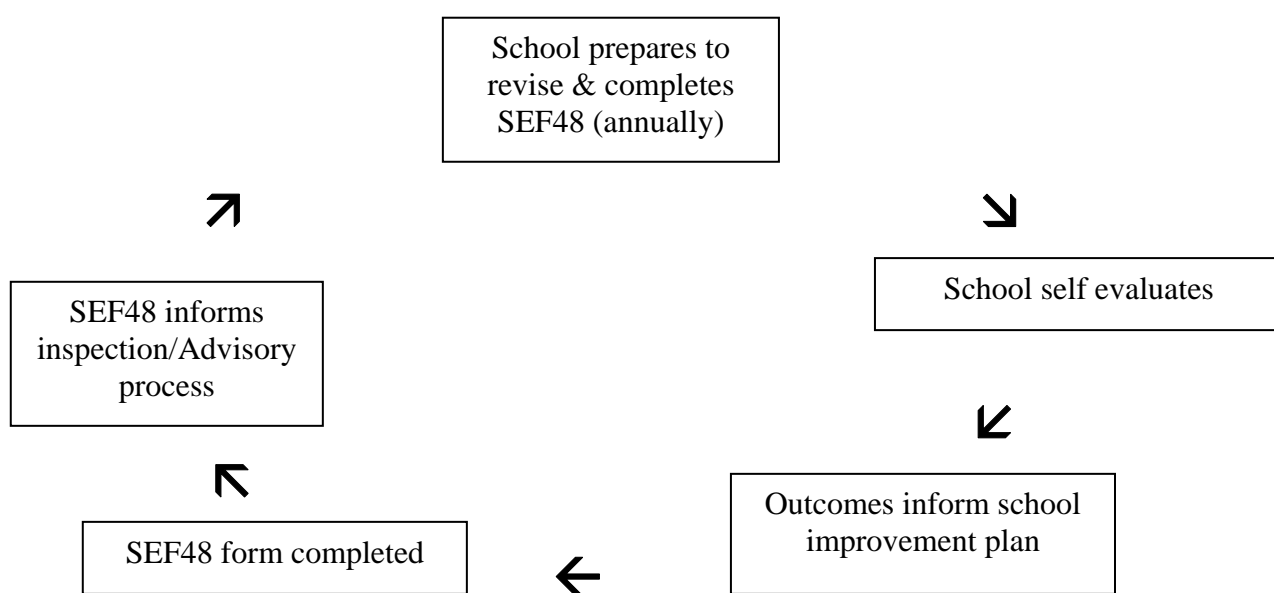 School prepares to
revise & completes
SEF48 (annually)
School self evaluates
SEF48 informs
inspection/Advisory
process
Outcomes inform school
improvement plan
SEF48 form completed